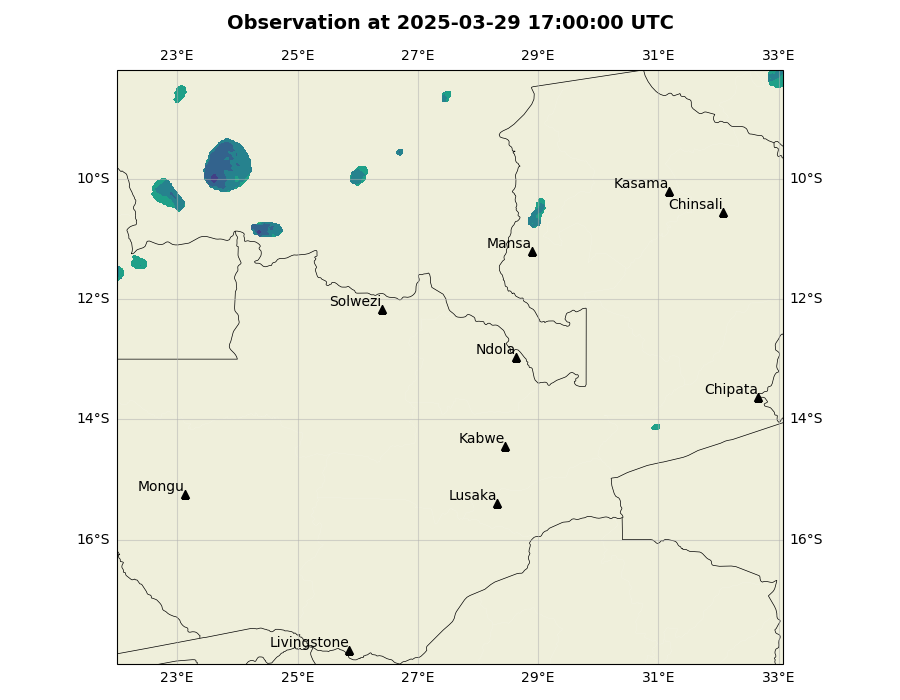 Observation at 2025-03-29 17:00:00 UTC
23°E 25°E 27°E 29°E 31°E 33°E
10°S 10°S
Kasama
Chinsali
Mansa
12°S 12°S
Solwezi
Ndola
Chipata
14°S 14°S
Kabwe
Mongu
Lusaka
16°S 16°S
Livingstone
23°E 25°E 27°E 29°E 31°E 33°E